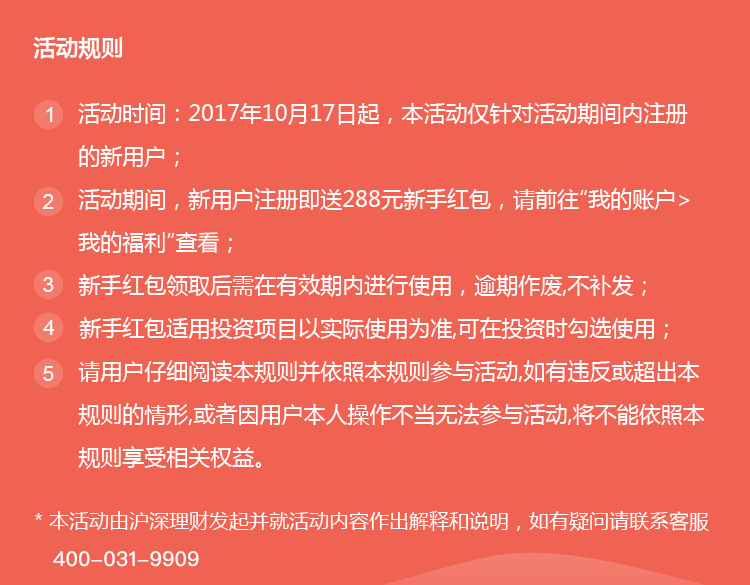 活动规则
1 活动时间：2017年10月17日起，本活动仅针对活动期间内注册
的新用户；
2 活动期间，新用户注册即送288元新手红包，请前往“我的账户>
我的福利”查看；
3 新手红包领取后需在有效期内进行使用，逾期作废,不补发；
4 新手红包适用投资项目以实际使用为准,可在投资时勾选使用；
5 请用户仔细阅读本规则并依照本规则参与活动,如有违反或超出本
规则的情形,或者因用户本人操作不当无法参与活动,将不能依照本
规则享受相关权益。
* 本活动由沪深理财发起并就活动内容作出解释和说明，如有疑问请联系客服
400-031-9909